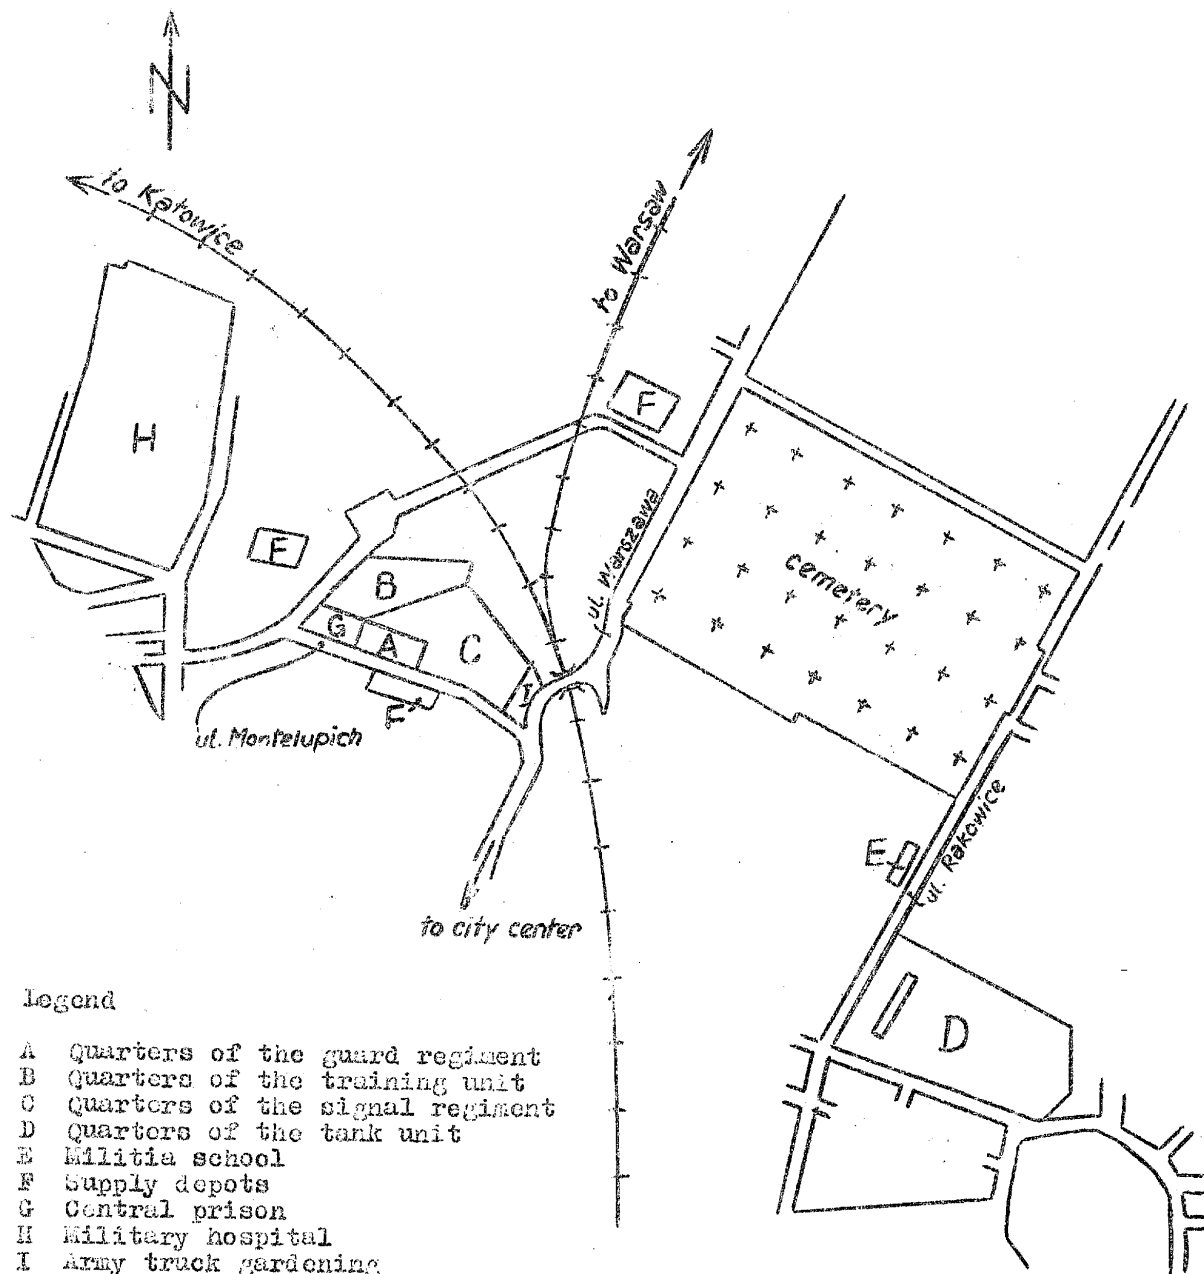 N
to Katowice
to Warsaw
F
H
ul. Warszawa
cemetery
F
B
G
A
C
I
F
ul. Montelupich
E
ul. Rakowice
to city center
D
Legend
A Quarters of the guard regiment
B Quarters of the training unit
C Quarters of the signal regiment
D Quarters of the tank unit
E Militia school
F Supply depots
G Central prison
H Military hospital
I Army truck gardening